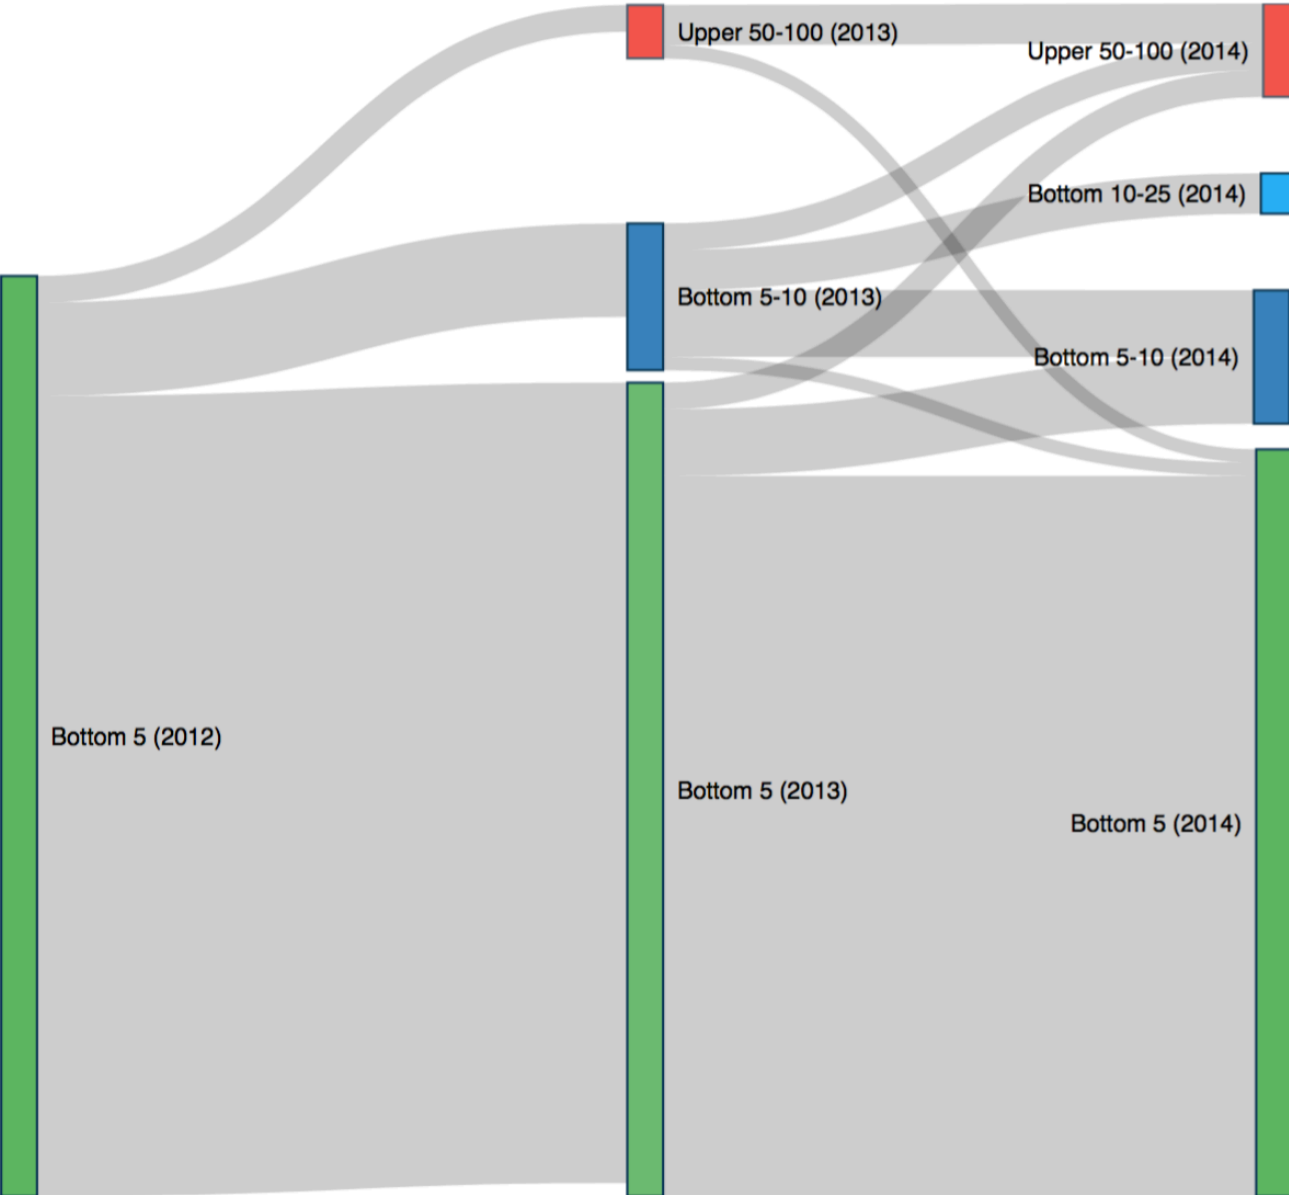 Upper 50-100 (2013)
Upper 50-100 (2014)
Bottom 10-25 (2014)
Bottom 5-10 (2013)
Bottom 5-10 (2014)
Bottom 5 (2012)
Bottom 5 (2013)
Bottom 5 (2014)